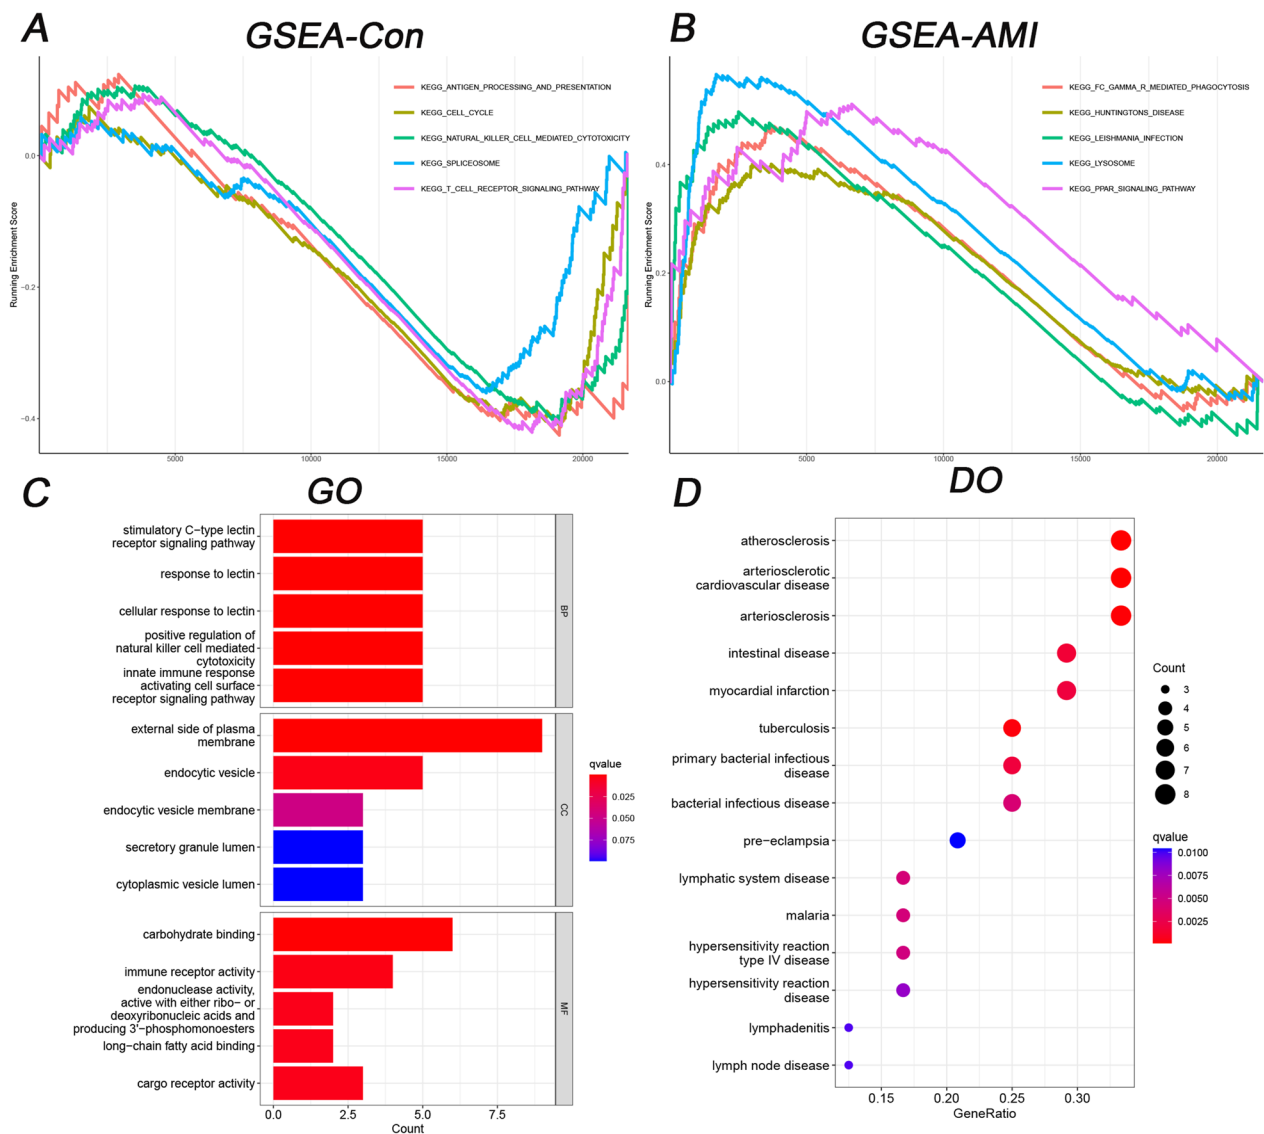 A
GSEA-Con
KEGG_ANTIGEN_PROCESSING_AND_PRESENTATION
KEGG_CELL_CYCLE
KEGG_NATURAL_KILLER_CELL_MEDIATED_CYTOTOXICITY
KEGG_SPLICEOSOME
KEGG_T_CELL_RECEPTOR_SIGNALING_PATHWAY
Running Enrichment Score
0.0
−0.2
−0.4
5000
10000
15000
20000
B
GSEA-AMI
KEGG_FC_GAMMA_R_MEDIATED_PHAGOCYTOSIS
KEGG_HUNTINGTONS_DISEASE
KEGG_LEISHMANIA_INFECTION
KEGG_LYSOSOME
KEGG_PPAR_SIGNALING_PATHWAY
Running Enrichment Score
0.4
0.2
0.0
5000
10000
15000
20000
C
GO
stimulatory C−type lectin
receptor signaling pathway
response to lectin
cellular response to lectin
positive regulation of
natural killer cell mediated
cytotoxicity
innate immune response
activating cell surface
receptor signaling pathway
BP
external side of plasma
membrane
endocytic vesicle
endocytic vesicle membrane
secretory granule lumen
cytoplasmic vesicle lumen
CC
carbohydrate binding
immune receptor activity
endonuclease activity,
active with either ribo− or
deoxyribonucleic acids and
producing 3'−phosphomonoesters
long−chain fatty acid binding
cargo receptor activity
MF
0.0
2.5
5.0
7.5
Count
qvalue
0.025
0.050
0.075
D
DO
atherosclerosis
arteriosclerotic
cardiovascular disease
arteriosclerosis
intestinal disease
myocardial infarction
tuberculosis
primary bacterial infectious
disease
bacterial infectious disease
pre−eclampsia
lymphatic system disease
malaria
hypersensitivity reaction
type IV disease
hypersensitivity reaction
disease
lymphadenitis
lymph node disease
0.15
0.20
0.25
0.30
GeneRatio
Count
3
4
5
6
7
8
qvalue
0.0100
0.0075
0.0050
0.0025